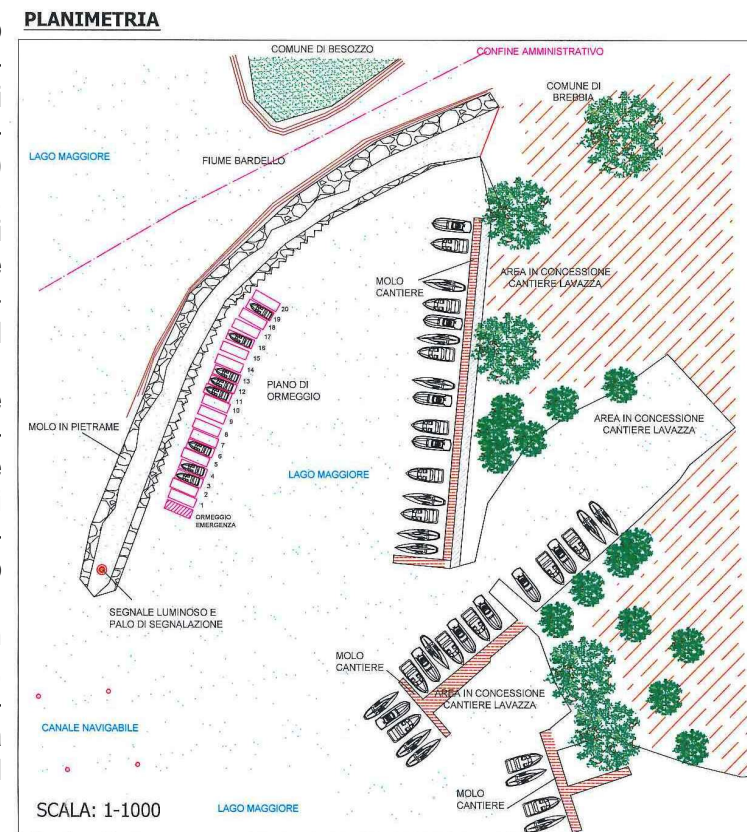 PLANIMETRIA
COMUNE DI BESOZZO
CONFINE AMMINISTRATIVO
COMUNE DI
BREBBIA
LAGO MAGGIORE
FIUME BARDELLO
MOLO
CANTIERE
AREA IN CONCESSIONE
CANTIERE LAVAZZA
20
19
18
17
16
15
14
13
12
11
10
9
8
7
6
5
4
3
2
1
PIANO DI
ORMEGGIO
MOLO IN PIETRAME
AREA IN CONCESSIONE
CANTIERE LAVAZZA
LAGO MAGGIORE
ORMEGGIO
EMERGENZA
SEGNALE LUMINOSO E
PALO DI SEGNALAZIONE
MOLO
CANTIERE
AREA IN CONCESSIONE
CANTIERE LAVAZZA
CANALE NAVIGABILE
MOLO
CANTIERE
SCALA: 1-1000
LAGO MAGGIORE